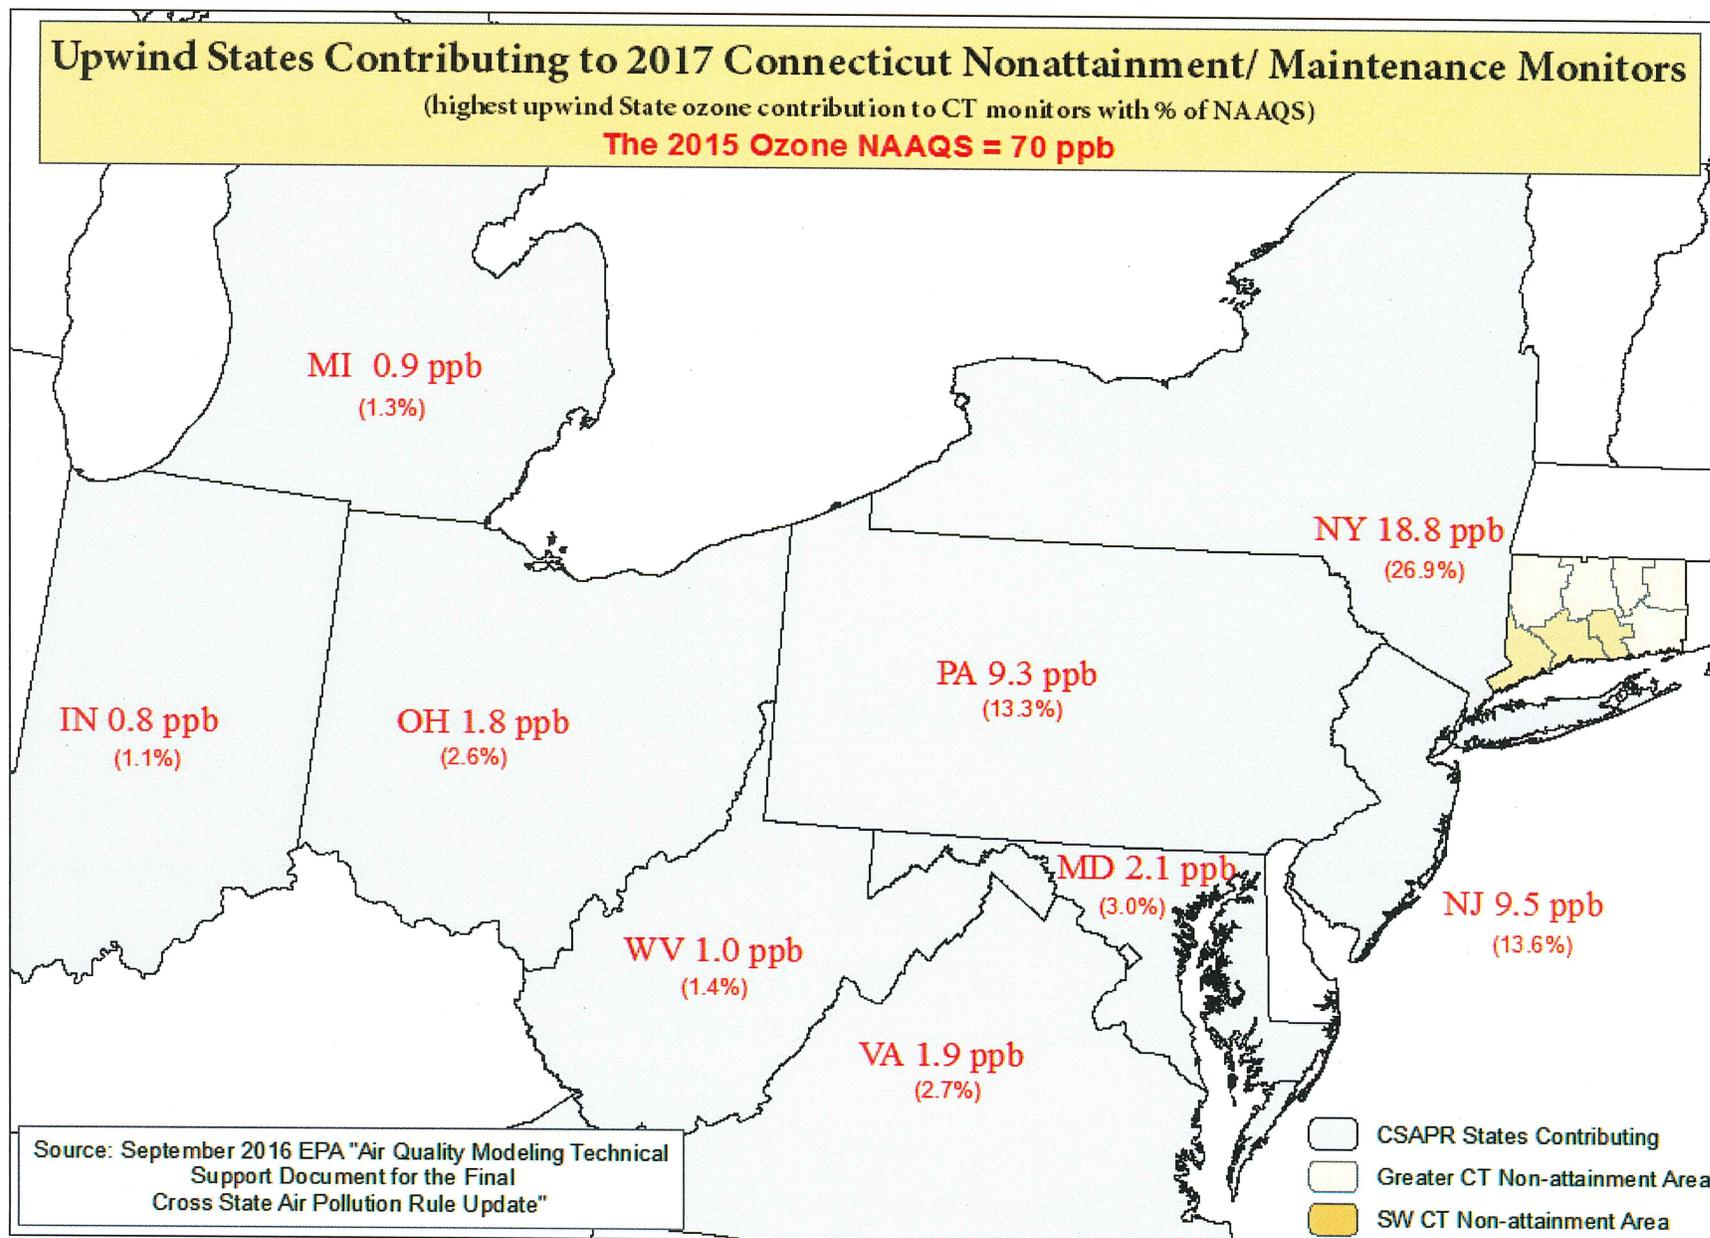 Upwind States Contributing to 2017 Connecticut Nonattainment/ Maintenance Monitors
(highest upwind State ozone contribution to CT monitors with % of NAAQS)
The 2015 Ozone NAAQS = 70 ppb
MI 0.9 ppb
(1.3%)
NY 18.8 ppb
(26.9%)
PA 9.3 ppb
(13.3%)
IN 0.8 ppb
(1.1%)
OH 1.8 ppb
(2.6%)
MD 2.1 ppb
(3.0%)
NJ 9.5 ppb
(13.6%)
WV 1.0 ppb
(1.4%)
VA 1.9 ppb
(2.7%)
Source: September 2016 EPA "Air Quality Modeling Technical
Support Document for the Final
Cross State Air Pollution Rule Update"
CSAPR States Contributing
Greater CT Non-attainment Area
SW CT Non-attainment Area